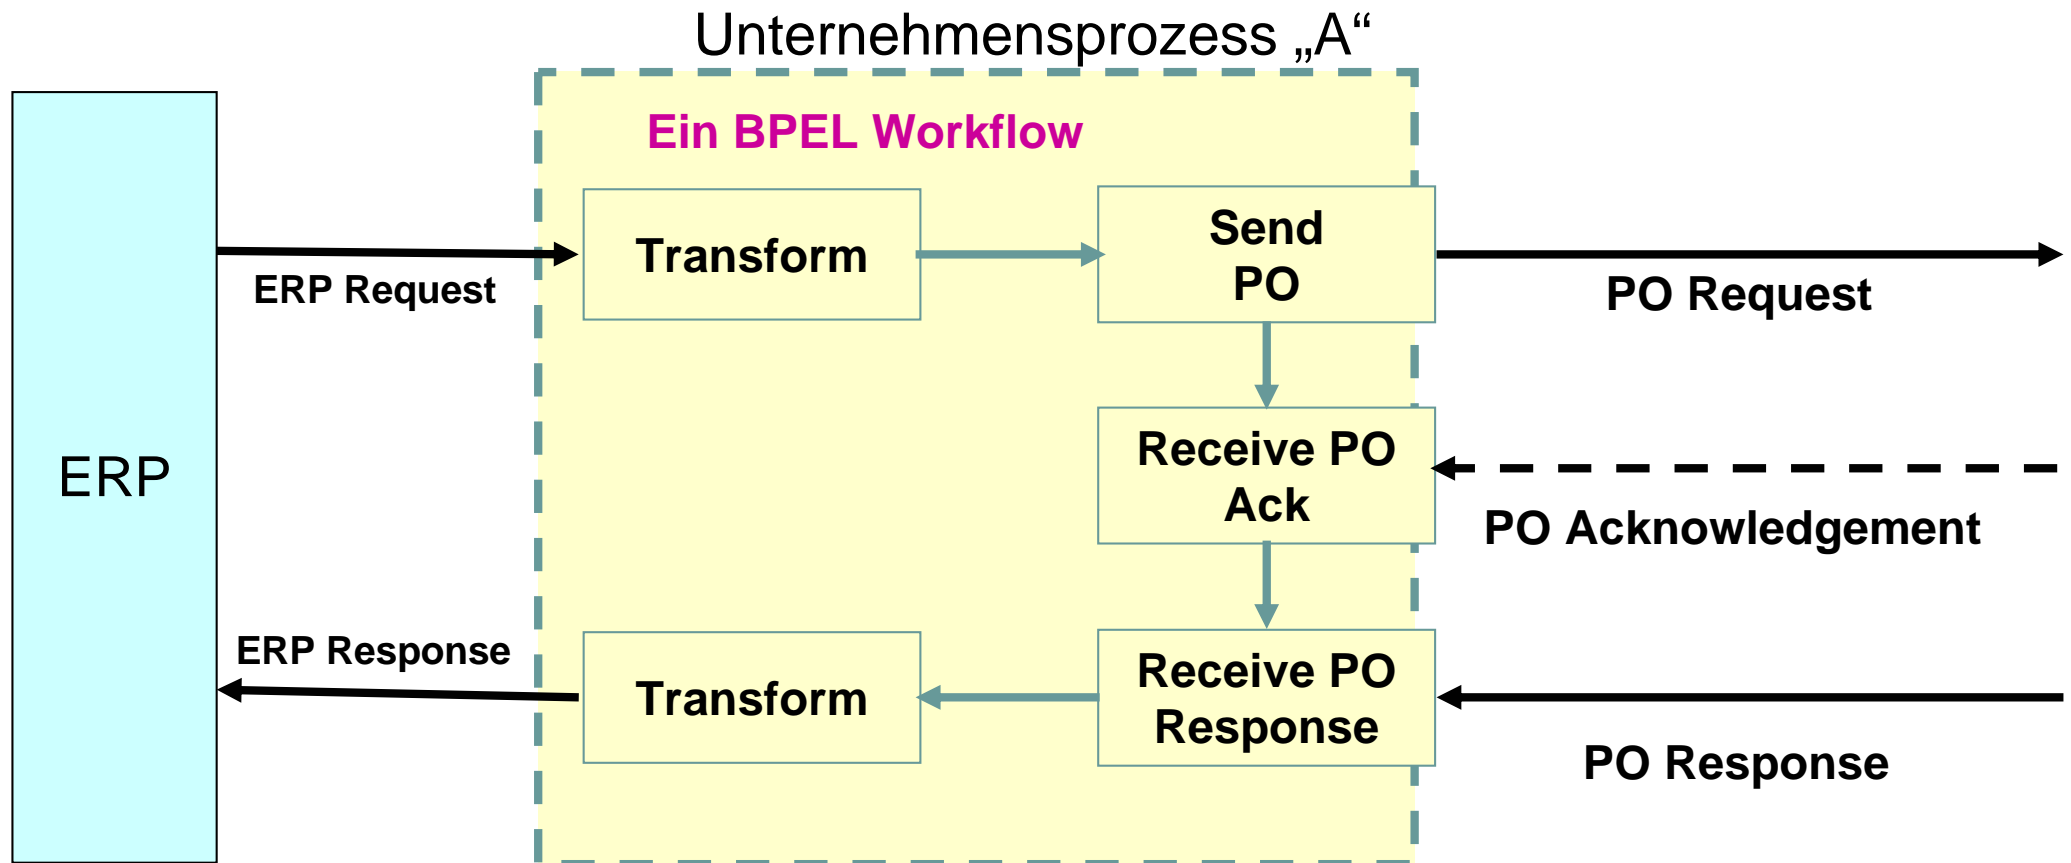 Unternehmensprozess „A“
Ein BPEL Workflow
Transform
Send
PO
ERP Request
PO Request
Receive PO
Ack
ERP
PO Acknowledgement
ERP Response
Transform
Receive PO
Response
PO Response